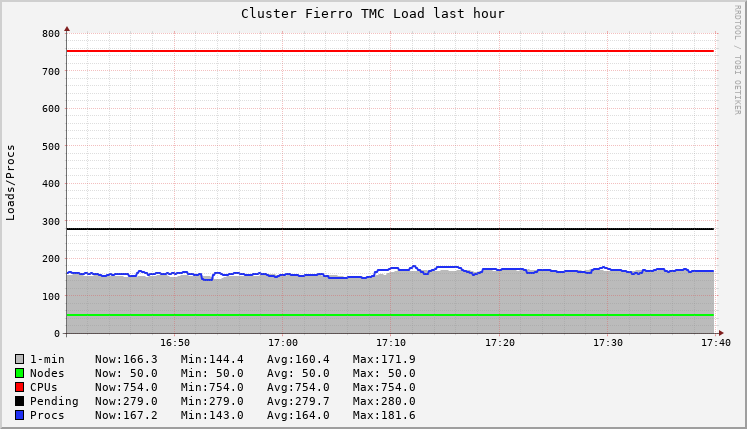 Cluster Fierro TMC Load last hour
RRDTOOL / TOBI OETIKER
Loads/Procs
800
700
600
500
400
300
200
100
0
16:50 17:00 17:10 17:20 17:30 17:40
1-min Now:166.3 Min:144.4 Avg:160.4 Max:171.9
Nodes Now: 50.0 Min: 50.0 Avg: 50.0 Max: 50.0
CPUs Now:754.0 Min:754.0 Avg:754.0 Max:754.0
Pending Now:279.0 Min:279.0 Avg:279.7 Max:280.0
Procs Now:167.2 Min:143.0 Avg:164.0 Max:181.6